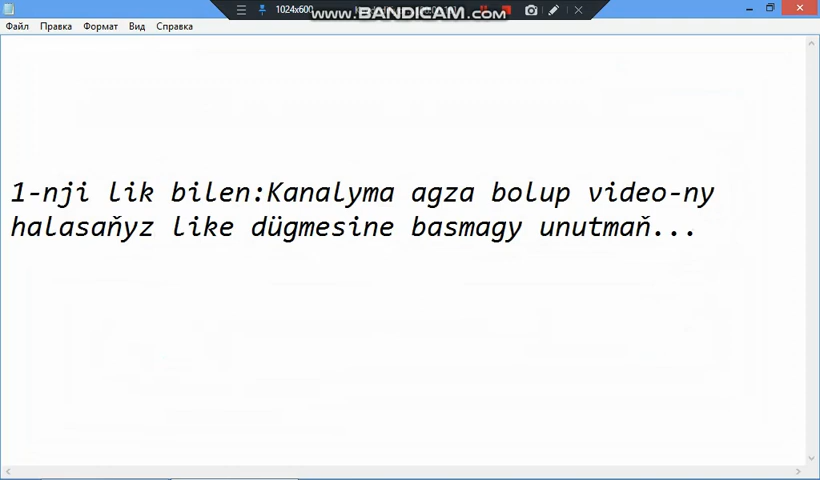 1024x600
www.BANDICAM.com
Файл Правка Формат Вид Справка
1-nji lik bilen:Kanalyma agza bolup video-ny
halasaňyz like dügmesine basmagy unutmaň...